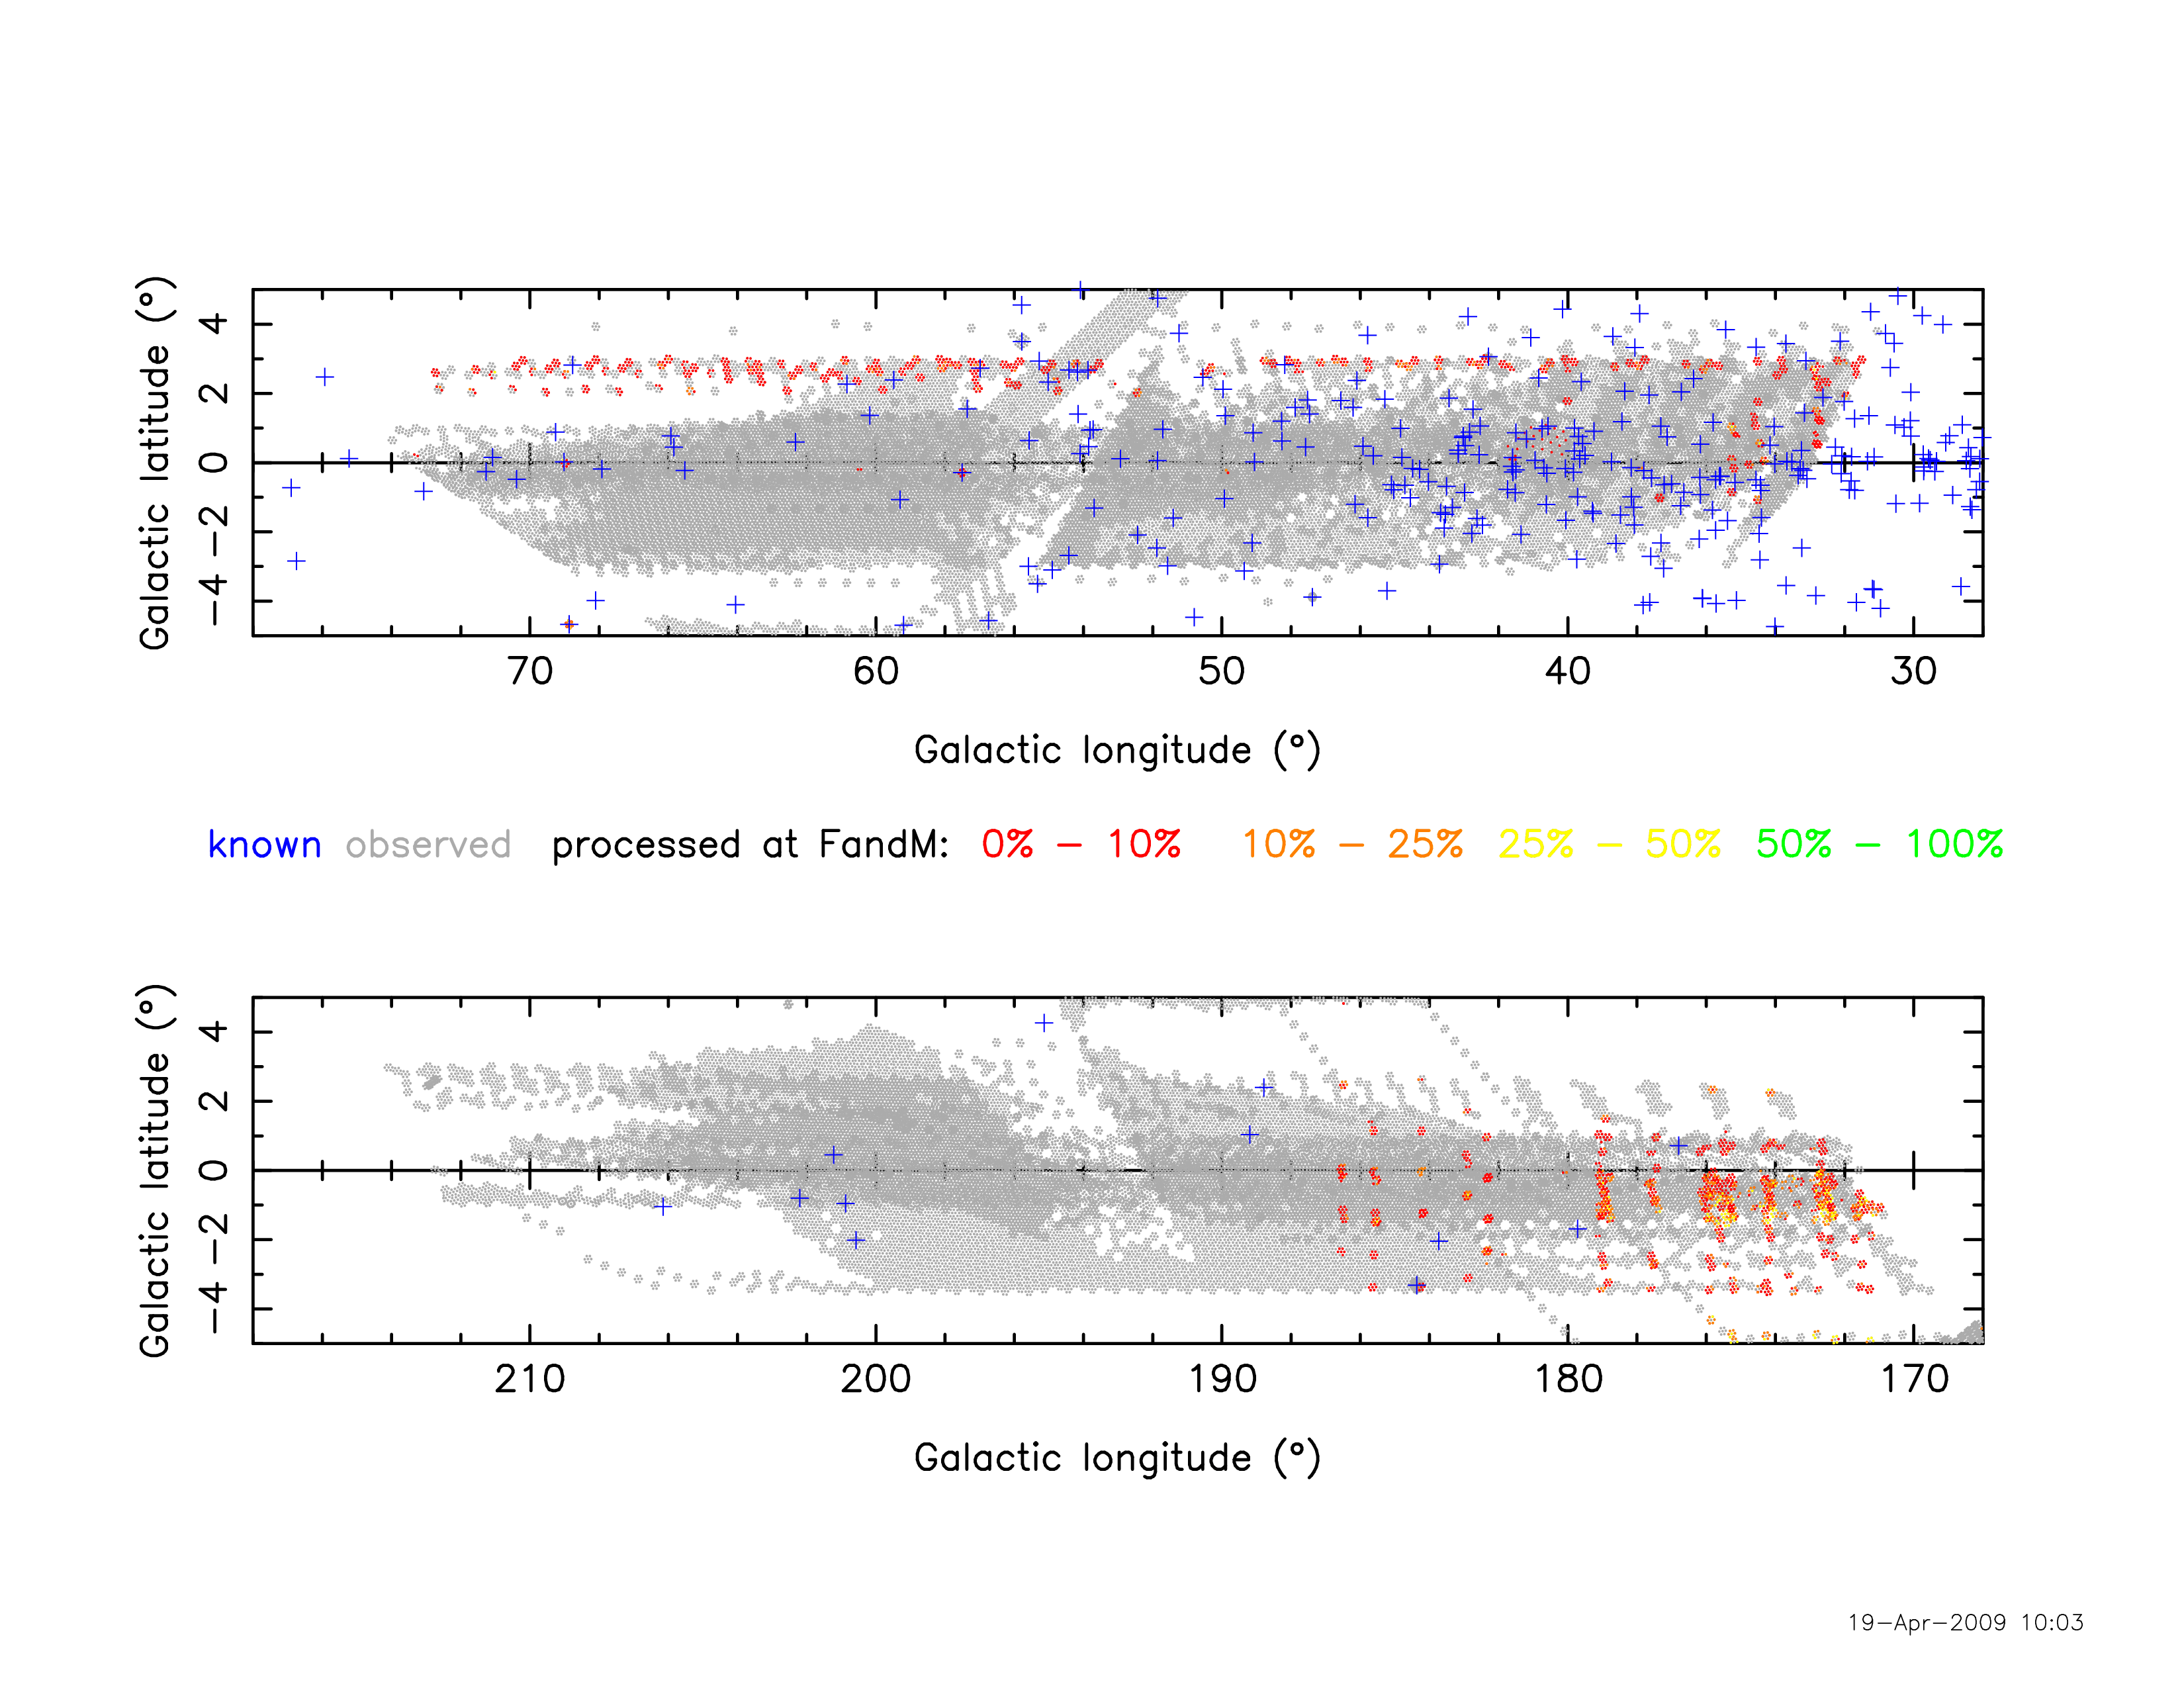 Galactic latitude (°)
4
2
0
−2
−4
70 60 50 40 30
Galactic longitude (°)
known observed processed at FandM: 0% − 10% 10% − 25% 25% − 50% 50% − 100%
Galactic latitude (°)
4
2
0
−2
−4
210 200 190 180 170
Galactic longitude (°)
19−Apr−2009 10:03